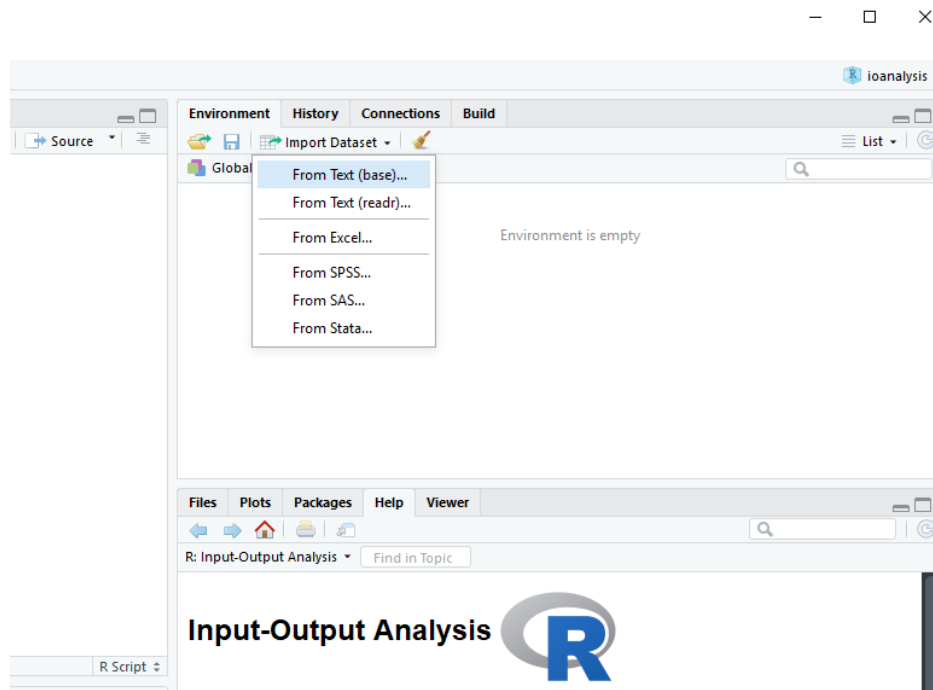 ioanalysis
Source
Environment History Connections Build
Import Dataset
List
Global
From Text (base)...
From Text (readr)...
From Excel...
From SPSS...
From SAS...
From Stata...
Environment is empty
Files Plots Packages Help Viewer
R: Input-Output Analysis Find in Topic
Input-Output Analysis R
R Script